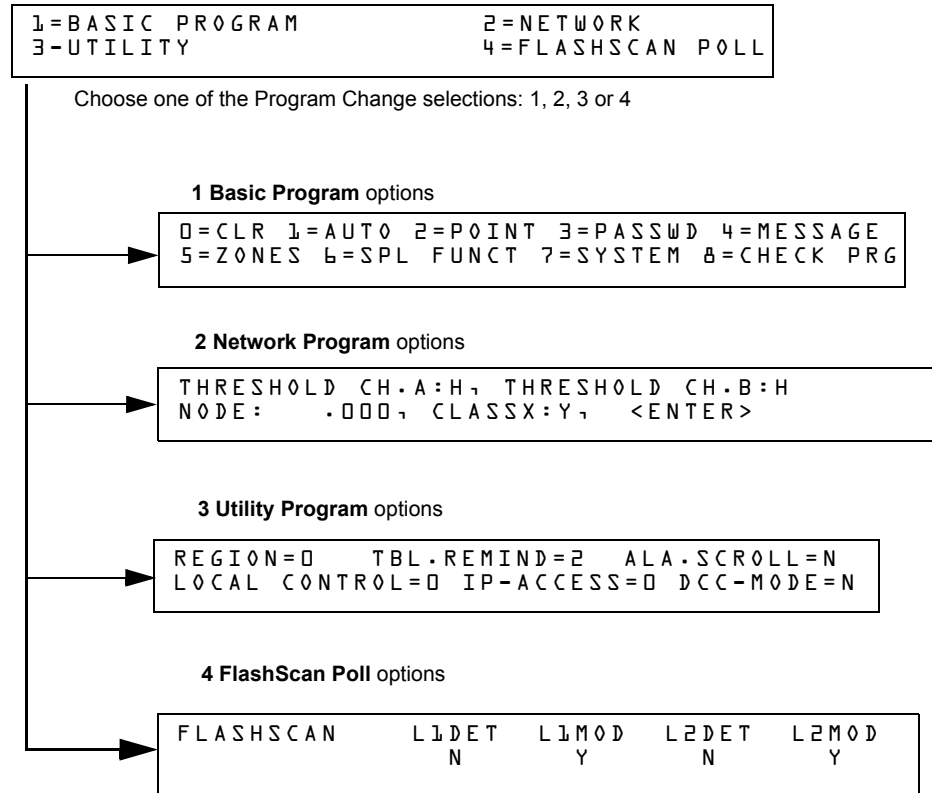 1=BASIC PROGRAM 2=NETWORK
3-UTILITY 4=FLASHSCAN POLL
Choose one of the Program Change selections: 1, 2, 3 or 4
1 Basic Program options
0=CLR 1=AUTO 2=POINT 3=PASSWD 4=MESSAGE
5=ZONES 6=SPL FUNCT 7=SYSTEM 8=CHECK PRG
2 Network Program options
THRESHOLD CH.A:H, THRESHOLD CH.B:H
NODE: .000, CLASSX:Y, <ENTER>
3 Utility Program options
REGION=0 TBL.REMIND=2 ALA.SCROLL=N
LOCAL CONTROL=0 IP-ACCESS=0 DCC-MODE=N
4 FlashScan Poll options
FLASHSCAN L1DET L1MOD L2DET L2MOD
N Y N Y